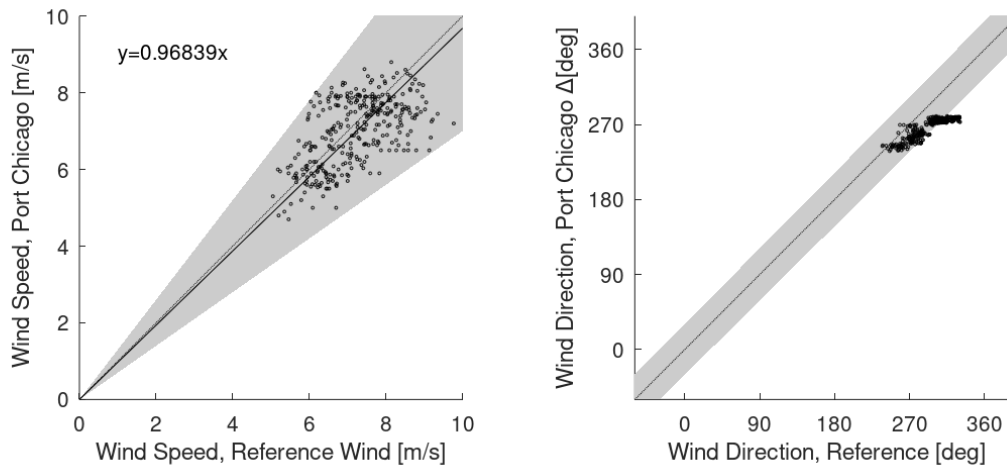 10
8
6
4
2
0
Wind Speed, Port Chicago [m/s]
y=0.96839x
0 2 4 6 8 10
Wind Speed, Reference Wind [m/s]
360
270
180
90
0
Wind Direction, Port Chicago Δ[deg]
0 90 180 270 360
Wind Direction, Reference [deg]